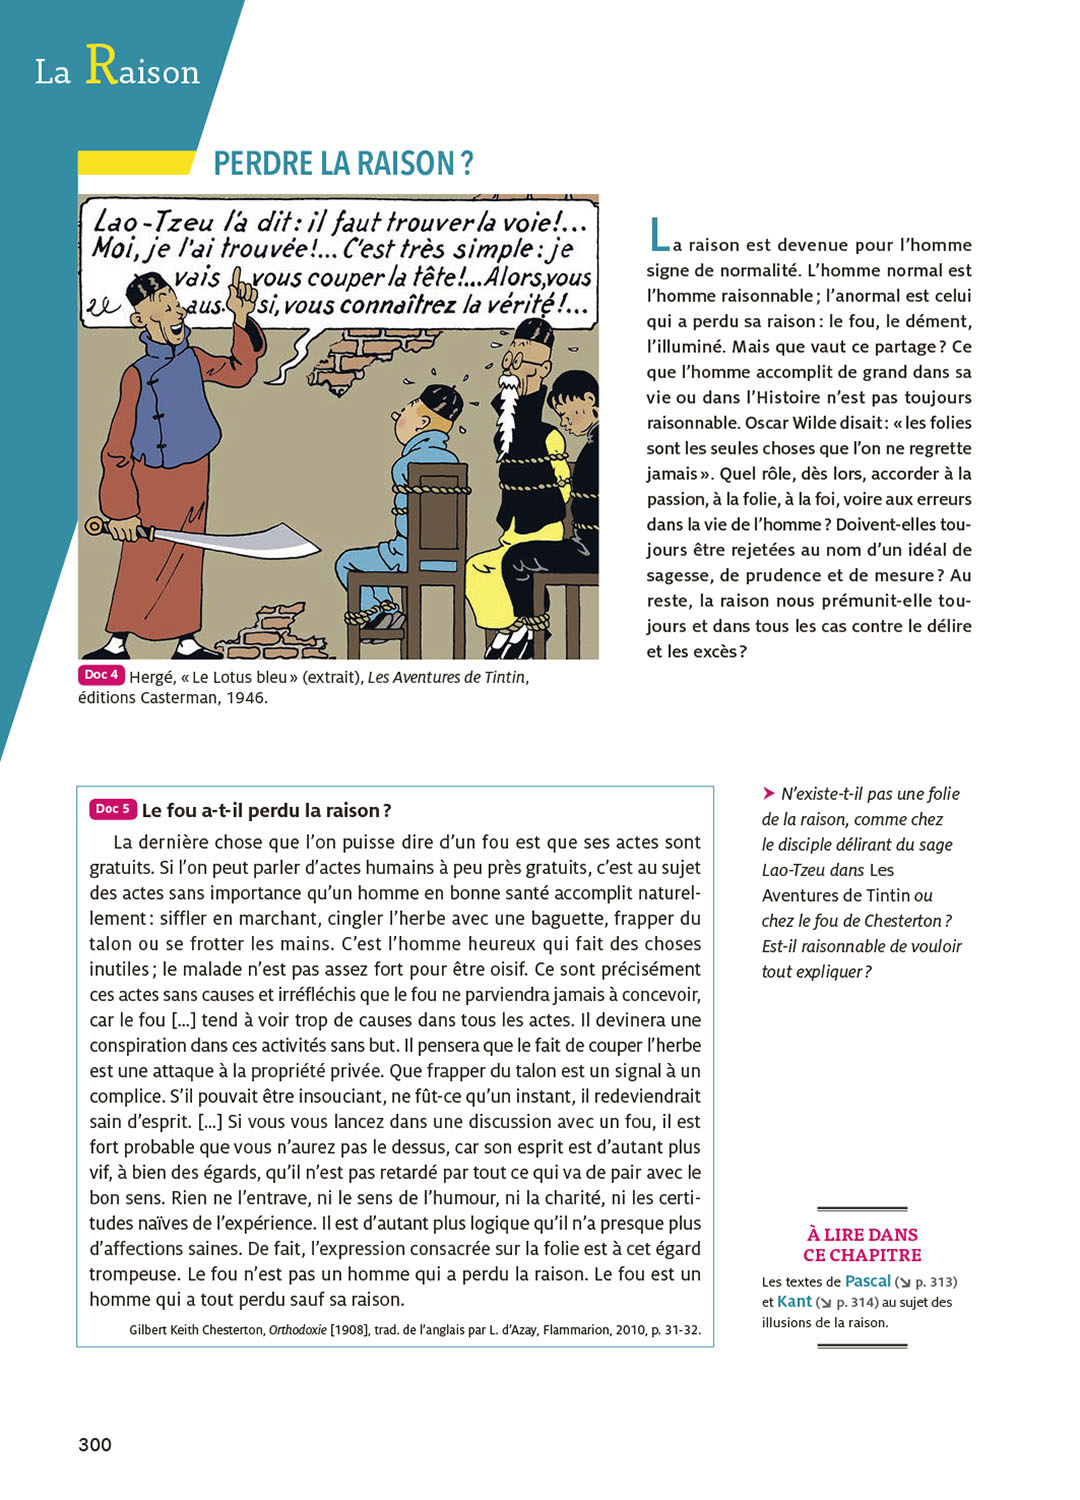 La Raison
PERDRE LA RAISON ?
Lao-Tzeu l'a dit : il faut trouver la voie !...
Moi, je l'ai trouvée !... C'est très simple : je
vais vous couper la tête !... Alors, vous
aussi, vous connaîtrez la vérité !...
Doc 4 Hergé, « Le Lotus bleu » (extrait), Les Aventures de Tintin,
éditions Casterman, 1946.
La raison est devenue pour l’homme
signe de normalité. L’homme normal est
l’homme raisonnable ; l’anormal est celui
qui a perdu sa raison : le fou, le dément,
l’illuminé. Mais que vaut ce partage ? Ce
que l’homme accomplit de grand dans sa
vie ou dans l’Histoire n’est pas toujours
raisonnable. Oscar Wilde disait : « les folies
sont les seules choses que l’on ne regrette
jamais ». Quel rôle, dès lors, accorder à la
passion, à la folie, à la foi, voire aux erreurs
dans la vie de l’homme ? Doivent-elles tou-
jours être rejetées au nom d’un idéal de
sagesse, de prudence et de mesure ? Au
reste, la raison nous prémunit-elle tou-
jours et dans tous les cas contre le délire
et les excès ?
Doc 5 Le fou a-t-il perdu la raison ?
La dernière chose que l’on puisse dire d’un fou est que ses actes sont
gratuits. Si l’on peut parler d’actes humains à peu près gratuits, c’est au sujet
des actes sans importance qu’un homme en bonne santé accomplit naturel-
lement : siffler en marchant, cingler l’herbe avec une baguette, frapper du
talon ou se frotter les mains. C’est l’homme heureux qui fait des choses
inutiles ; le malade n’est pas assez fort pour être oisif. Ce sont précisément
ces actes sans causes et irréfléchis que le fou ne parviendra jamais à concevoir,
car le fou [...] tend à voir trop de causes dans tous les actes. Il devinera une
conspiration dans ces activités sans but. Il pensera que le fait de couper l’herbe
est une attaque à la propriété privée. Que frapper du talon est un signal à un
complice. S’il pouvait être insouciant, ne fût-ce qu’un instant, il redeviendrait
sain d’esprit. [...] Si vous vous lancez dans une discussion avec un fou, il est
fort probable que vous n’aurez pas le dessus, car son esprit est d’autant plus
vif, à bien des égards, qu’il n’est pas retardé par tout ce qui va de pair avec le
bon sens. Rien ne l’entrave, ni le sens de l’humour, ni la charité, ni les certi-
tudes naïves de l’expérience. Il est d’autant plus logique qu’il n’a presque plus
d’affections saines. De fait, l’expression consacrée sur la folie est à cet égard
trompeuse. Le fou n’est pas un homme qui a perdu la raison. Le fou est un
homme qui a tout perdu sauf sa raison.
Gilbert Keith Chesterton, Orthodoxie [1908], trad. de l’anglais par L. d’Azay, Flammarion, 2010, p. 31-32.
➤ N’existe-t-il pas une folie
de la raison, comme chez
le disciple délirant du sage
Lao-Tzeu dans Les
Aventures de Tintin ou
chez le fou de Chesterton ?
Est-il raisonnable de vouloir
tout expliquer ?
À LIRE DANS
CE CHAPITRE
Les textes de Pascal (↘ p. 313)
et Kant (↘ p. 314) au sujet des
illusions de la raison.
300